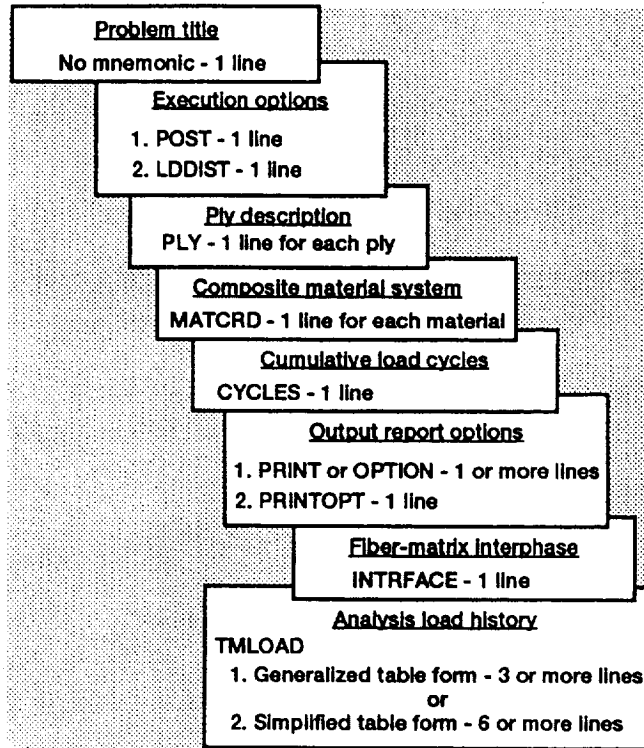 Problem title
No mnemonic - 1 line
Execution options
1. POST - 1 line
2. LDDIST - 1 line
Ply description
PLY - 1 line for each ply
Composite material system
MATCRD - 1 line for each material
Cumulative load cycles
CYCLES - 1 line
Output report options
1. PRINT or OPTION - 1 or more lines
2. PRINTOPT - 1 line
Fiber-matrix interphase
INTRFACE - 1 line
Analysis load history
TMLOAD
1. Generalized table form - 3 or more lines
or
2. Simplified table form - 6 or more lines